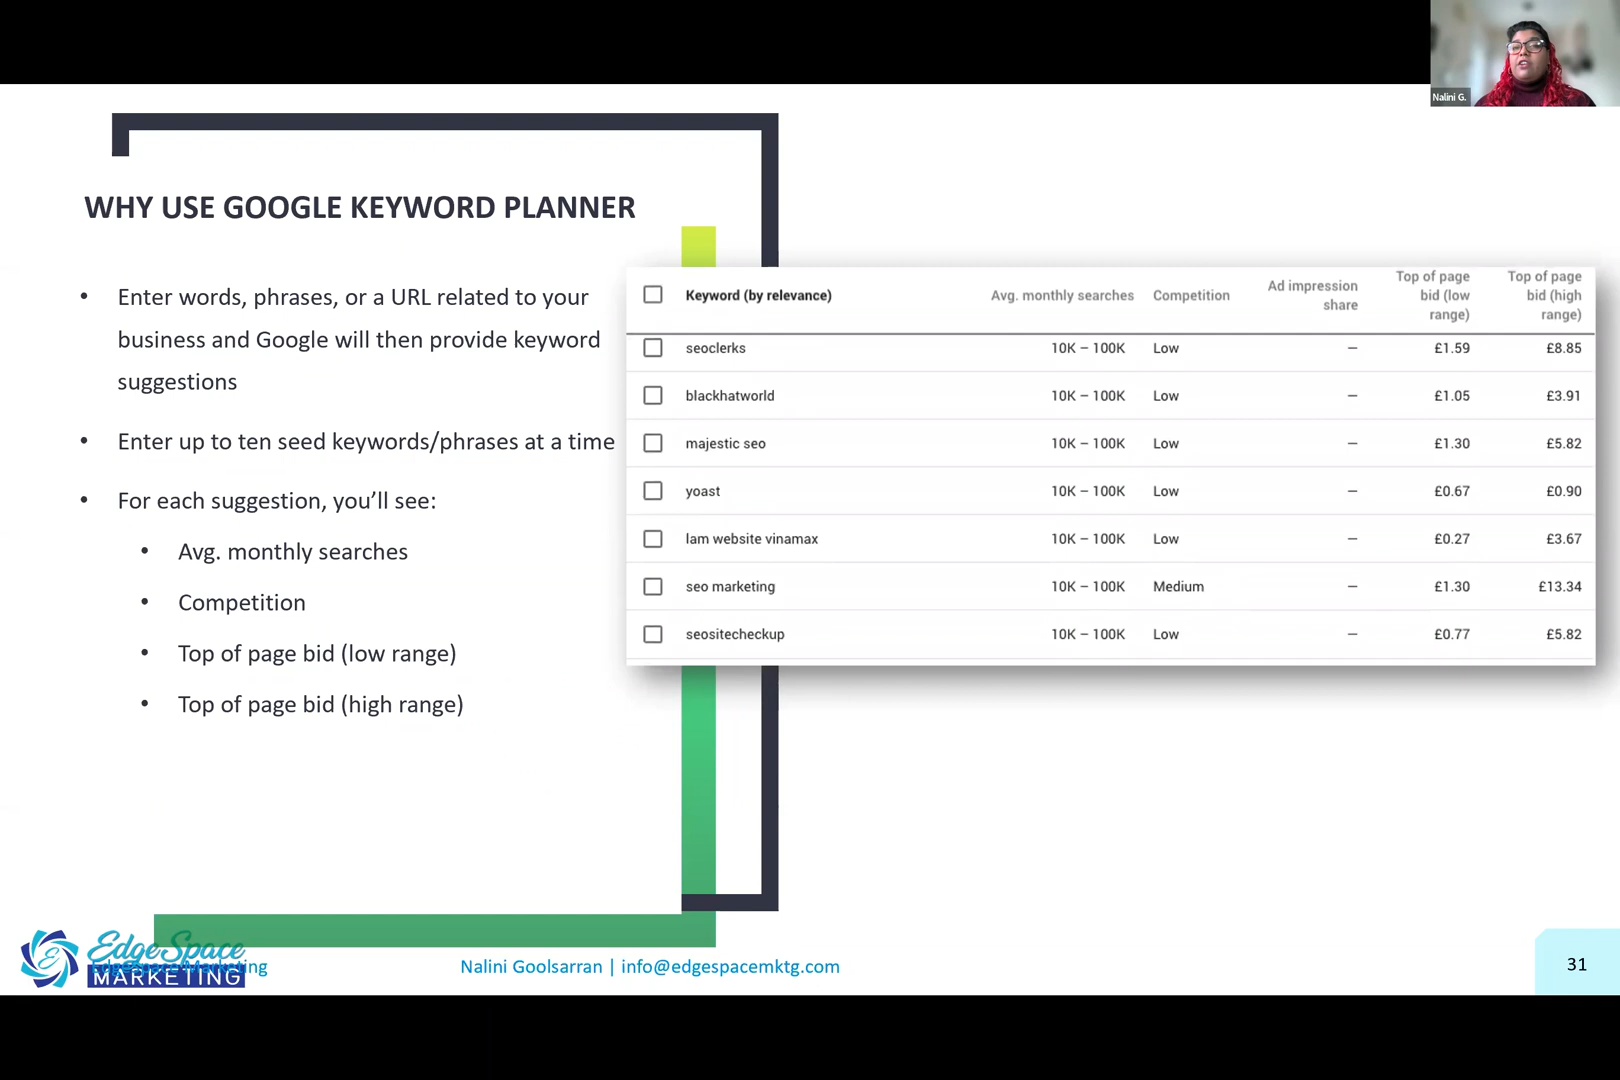 Nalini G.
WHY USE GOOGLE KEYWORD PLANNER
• Enter words, phrases, or a URL related to your
business and Google will then provide keyword
suggestions
• Enter up to ten seed keywords/phrases at a time
• For each suggestion, you’ll see:
• Avg. monthly searches
• Competition
• Top of page bid (low range)
• Top of page bid (high range)
Keyword (by relevance) Avg. monthly searches Competition Ad impression share Top of page bid (low range) Top of page bid (high range)
seoclerks 10K – 100K Low – £1.59 £8.85
blackhatworld 10K – 100K Low – £1.05 £3.91
majestic seo 10K – 100K Low – £1.30 £5.82
yoast 10K – 100K Low – £0.67 £0.90
lam website vinamax 10K – 100K Low – £0.27 £3.67
seo marketing 10K – 100K Medium – £1.30 £13.34
seositecheckup 10K – 100K Low – £0.77 £5.82
EdgeSpace
MARKETING
EdgeSpace Marketing
Nalini Goolsarran | info@edgespacemktg.com
31